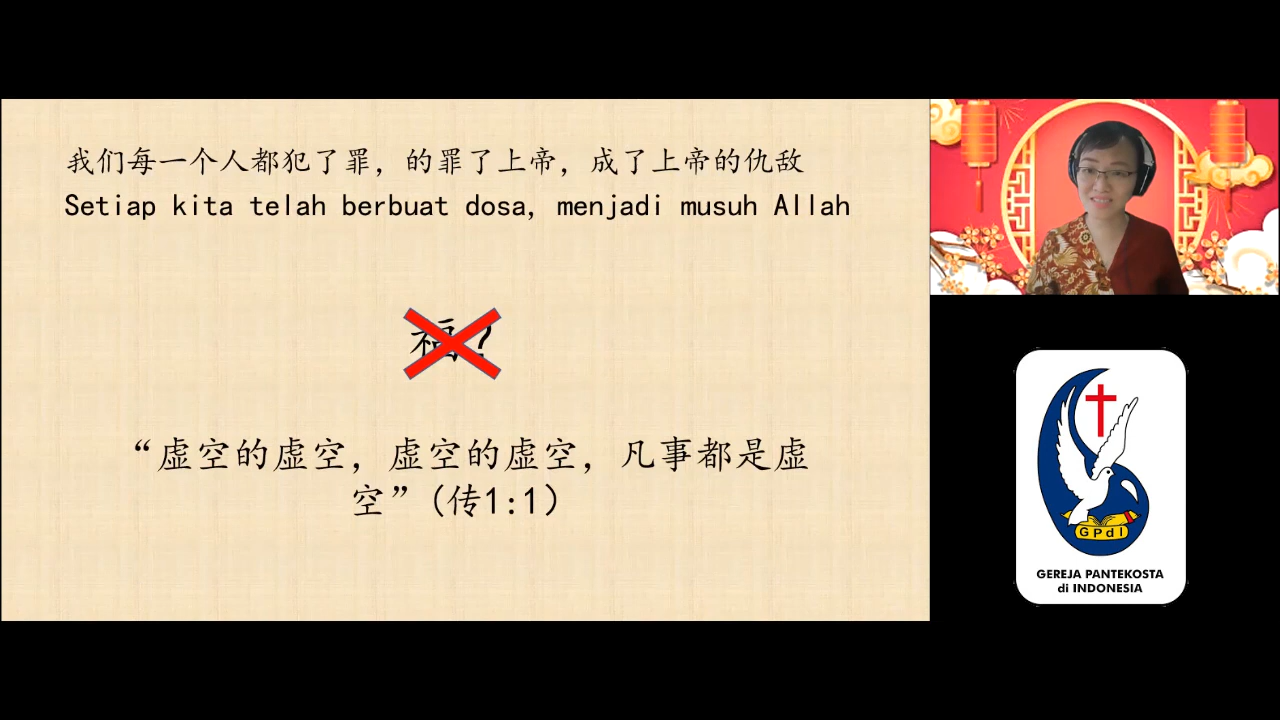 我们每一个人都犯了罪，的罪了上帝，成了上帝的仇敌
Setiap kita telah berbuat dosa, menjadi musuh Allah
福？
“虚空的虚空，虚空的虚空，凡事都是虚
空”(传1:1)
GPdI
GEREJA PANTEKOSTA
di INDONESIA